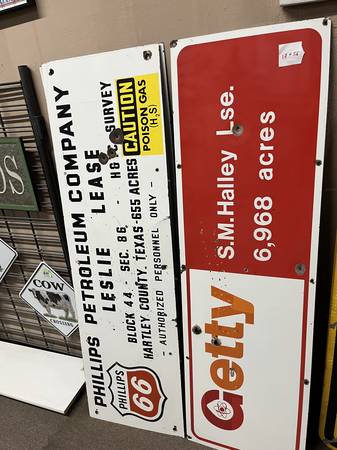 PHILLIPS PETROLEUM COMPANY
LESLIE LEASE
BLOCK 44 - SEC. 86, - H& SURVEY
HARTLEY COUNTY, TEXAS-655 ACRES
- AUTHORIZED PERSONNEL ONLY -
CAUTION
POISON GAS
(H₂S)
PHILLIPS
66
Getty
S.M.Halley Lse.
6,968 acres
COW
CROSSING